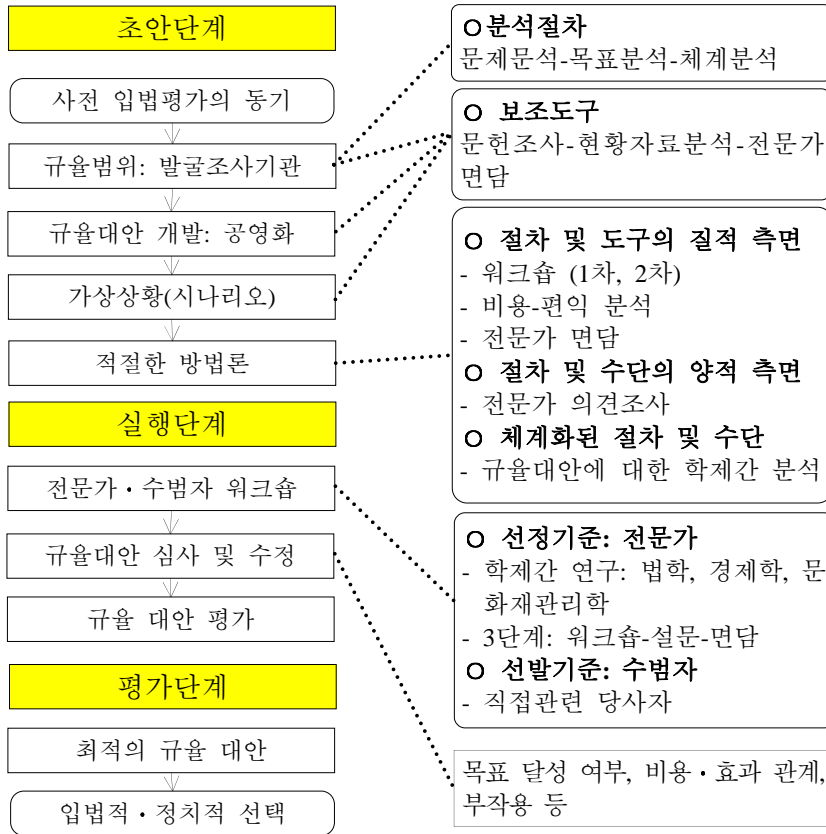 초안단계
사전 입법평가의 동기
규율범위: 발굴조사기관
규율대안 개발: 공영화
가상상황(시나리오)
적절한 방법론
실행단계
전문가·수범자 워크숍
규율대안 심사 및 수정
규율 대안 평가
평가단계
최적의 규율 대안
입법적·정치적 선택
○분석절차
문제문석-목표분석-체계분석
○ 보조도구
문헌조사-현황자료분석-전문가
면담
○ 절차 및 도구의 질적 측면
- 워크숍 (1차, 2차)
- 비용-편익 분석
- 전문가 면담
○ 절차 및 수단의 양적 측면
- 전문가 의견조사
○ 체계화된 절차 및 수단
- 규율대안에 대한 학제간 분석
○ 선정기준: 전문가
- 학제간 연구: 법학, 경제학, 문
화재관리학
- 3단계: 워크숍-설문-면담
○ 선발기준: 수범자
- 직접관련 당사자
목표 달성 여부, 비용·효과 관계,
부작용 등